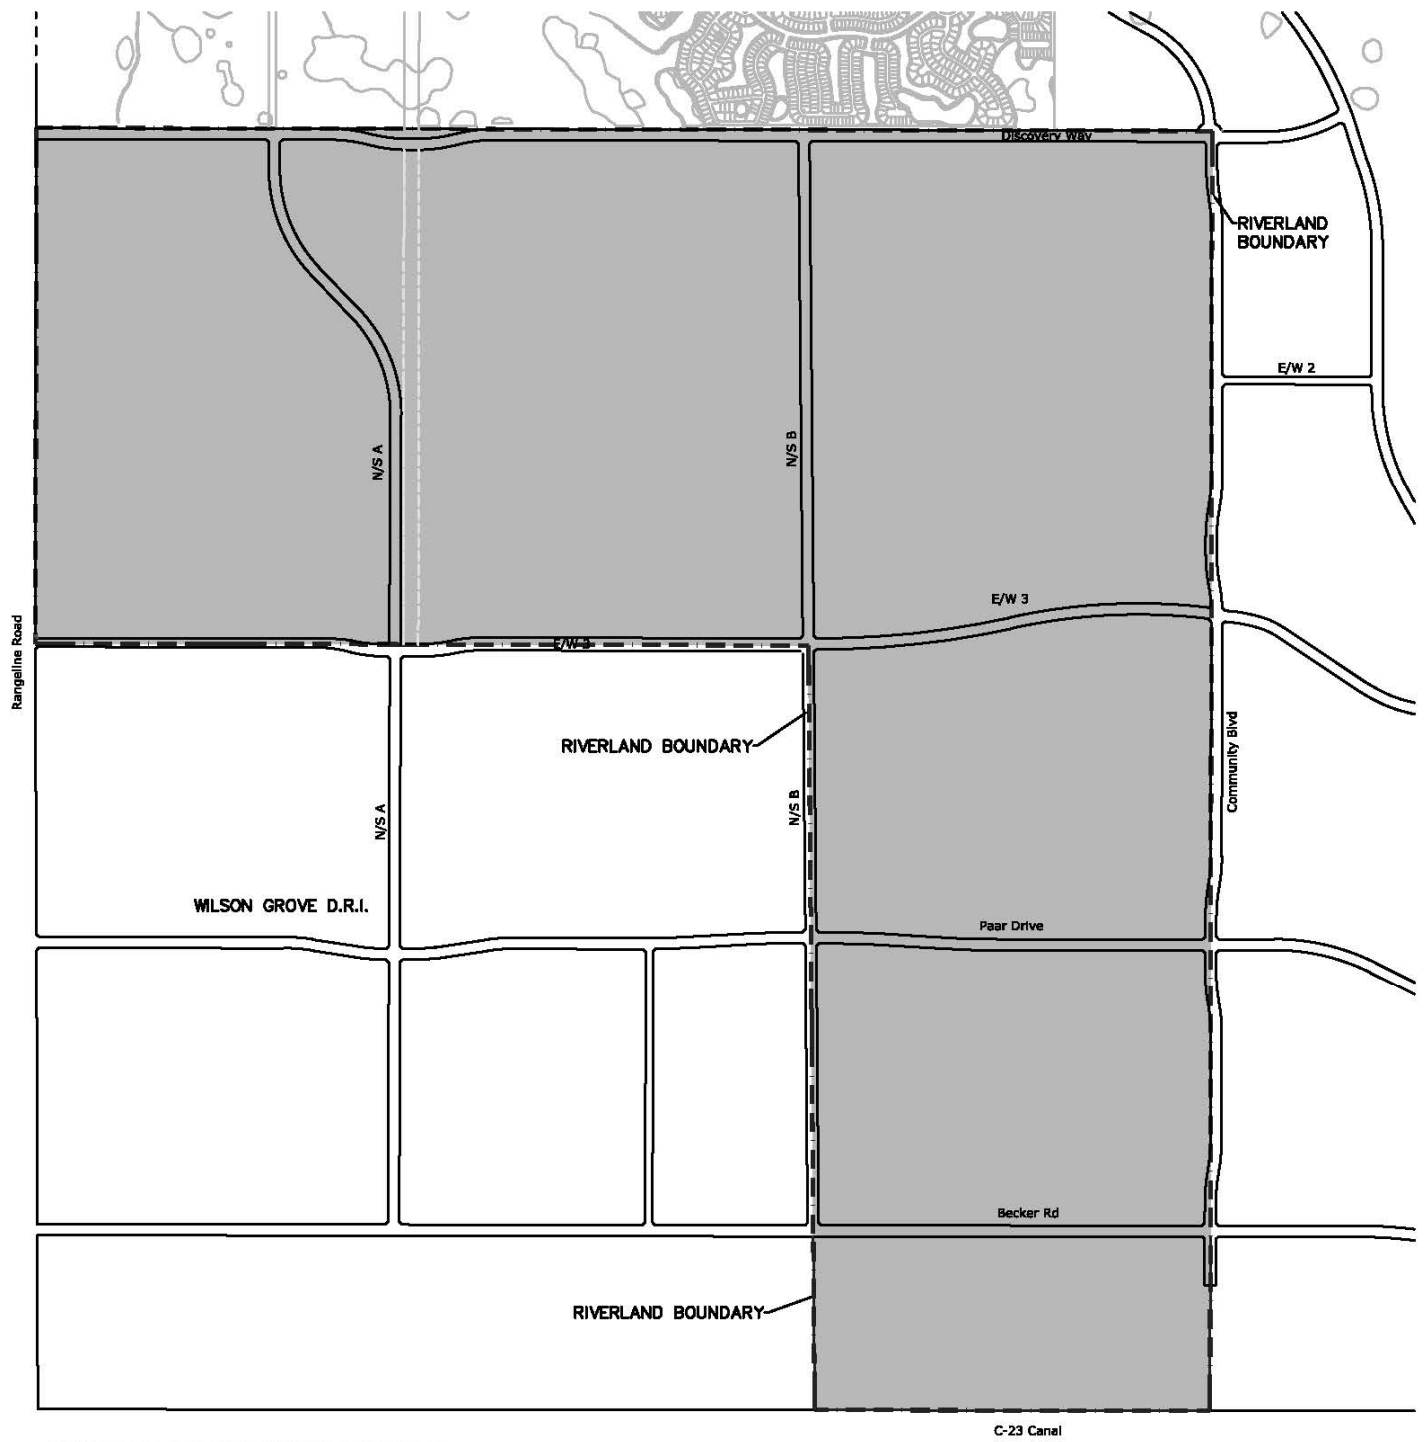 Discovery Way
RIVERLAND
BOUNDARY
E/W 2
N/S A
N/S B
E/W 3
Rangeline Road
E/W 3
RIVERLAND BOUNDARY
Community Blvd
N/S A
N/S B
WILSON GROVE D.R.I.
Paar Drive
Becker Rd
RIVERLAND BOUNDARY
C-23 Canal